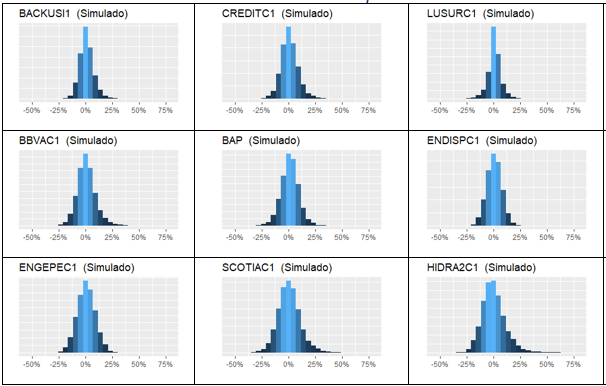 BACKUSI1 (Simulado)
-50% -25% 0% 25% 50% 75%
CREDITC1 (Simulado)
-50% -25% 0% 25% 50% 75%
LUSURC1 (Simulado)
-50% -25% 0% 25% 50% 75%
BBVAC1 (Simulado)
-50% -25% 0% 25% 50% 75%
BAP (Simulado)
-50% -25% 0% 25% 50% 75%
ENDISPC1 (Simulado)
-50% -25% 0% 25% 50% 75%
ENGEPEC1 (Simulado)
-50% -25% 0% 25% 50% 75%
SCOTIAC1 (Simulado)
-50% -25% 0% 25% 50% 75%
HIDRA2C1 (Simulado)
-50% -25% 0% 25% 50% 75%